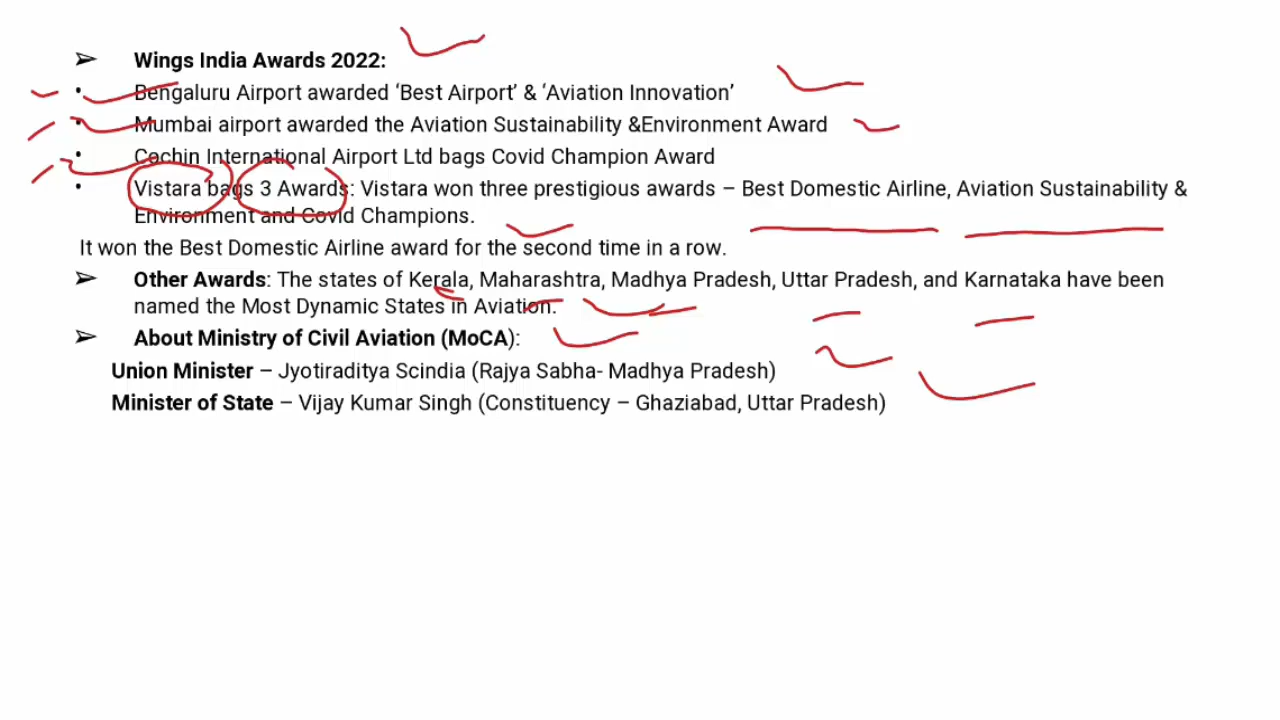 ➢ Wings India Awards 2022:
• Bengaluru Airport awarded ‘Best Airport’ & ‘Aviation Innovation’
• Mumbai airport awarded the Aviation Sustainability &Environment Award
• Cochin International Airport Ltd bags Covid Champion Award
• Vistara bags 3 Awards: Vistara won three prestigious awards – Best Domestic Airline, Aviation Sustainability &
Environment and Covid Champions.
It won the Best Domestic Airline award for the second time in a row.
➢ Other Awards: The states of Kerala, Maharashtra, Madhya Pradesh, Uttar Pradesh, and Karnataka have been
named the Most Dynamic States in Aviation.
➢ About Ministry of Civil Aviation (MoCA):
Union Minister – Jyotiraditya Scindia (Rajya Sabha- Madhya Pradesh)
Minister of State – Vijay Kumar Singh (Constituency – Ghaziabad, Uttar Pradesh)